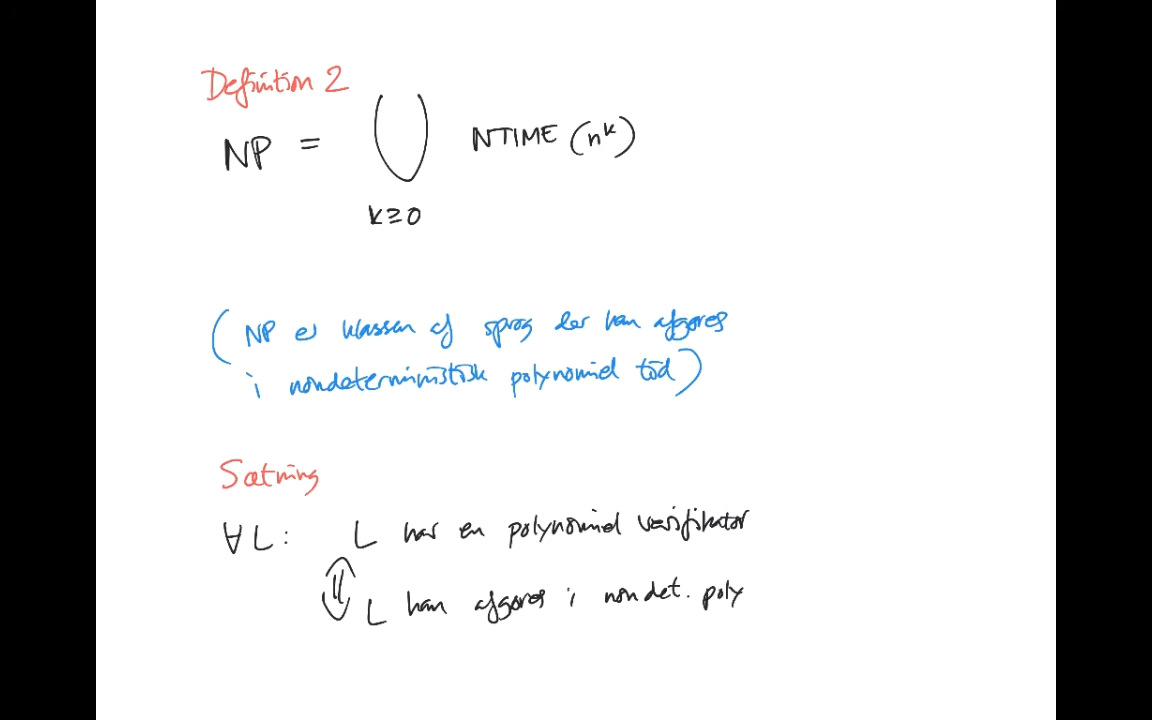 Definition 2
NP = ⋃ NTIME (n^k)
k≥0
(NP er klassen af sprog der kan afgøres
i nondeterministisk polynomiel tid)
Sætning
∀L: L har en polynomiel verifikator
⇕
L kan afgøres i nondet. poly